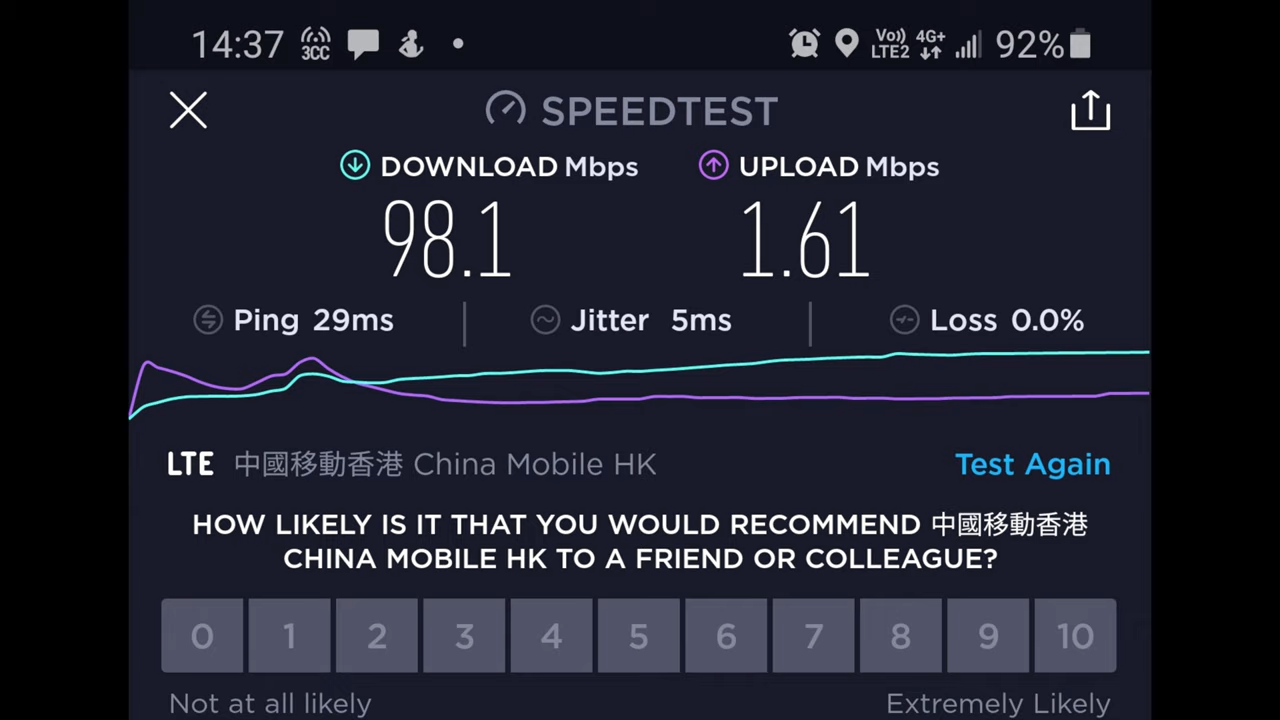 14:37 3CC Vo)) LTE2 4G+ 92%
SPEEDTEST
DOWNLOAD Mbps UPLOAD Mbps
98.1 1.61
Ping 29ms Jitter 5ms Loss 0.0%
LTE 中國移動香港 China Mobile HK Test Again
HOW LIKELY IS IT THAT YOU WOULD RECOMMEND 中國移動香港
CHINA MOBILE HK TO A FRIEND OR COLLEAGUE?
0 1 2 3 4 5 6 7 8 9 10
Not at all likely Extremely Likely